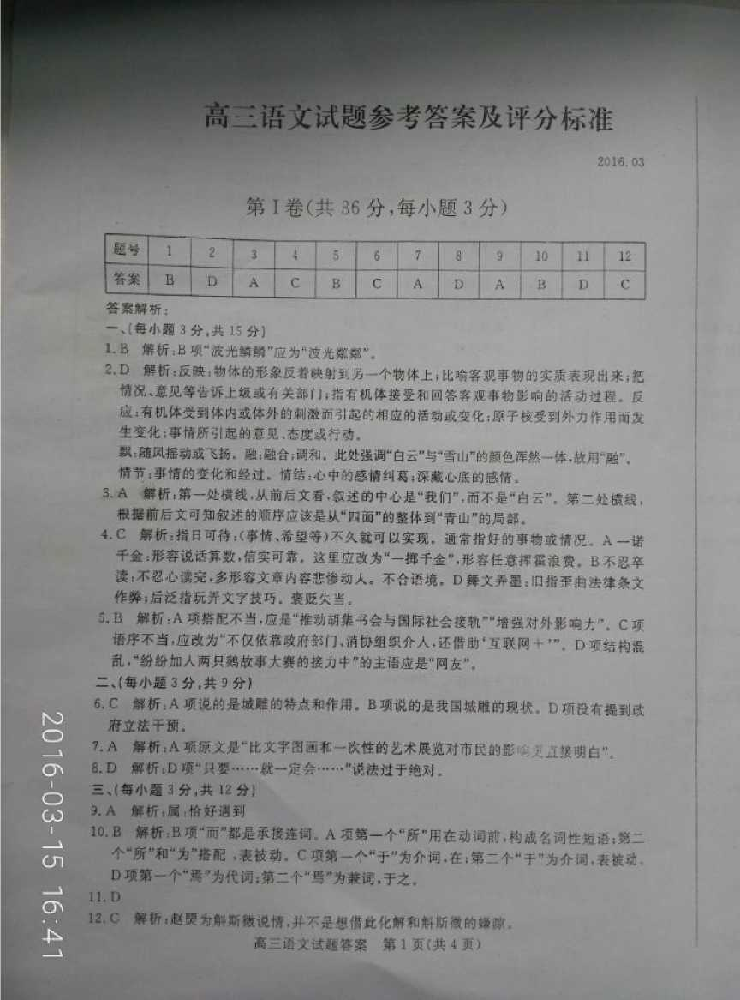 高三语文试题参考答案及评分标准
2016.03
第Ⅰ卷(共36分,每小题3分)
题号 1 2 3 4 5 6 7 8 9 10 11 12
答案 B D A C B C A D A B D C
答案解析:
一、(每小题3分,共15分)
1. B 解析:B项“波光鳞鳞”应为“波光粼粼”。
2. D 解析:反映:物体的形象反着映射到另一个物体上;比喻客观事物的实质表现出来;把
情况、意见等告诉上级或有关部门;指有机体接受和回答客观事物影响的活动过程。反
应:有机体受到体内或体外的刺激而引起的相应的活动或变化;原子核受到外力作用而发
生变化;事情所引起的意见、态度或行动。
飘:随风摇动或飞扬。融:融合;调和。此处强调“白云”与“雪山”的颜色浑然一体,故用“融”。
情节:事情的变化和经过。情结:心中的感情纠葛;深藏心底的感情。
3. A 解析:第一处横线,从前后文看,叙述的中心是“我们”,而不是“白云”。第二处横线,
根据前后文可知叙述的顺序应该是从“四面”的整体到“青山”的局部。
4. C 解析:指日可待:(事情、希望等)不久就可以实现。通常指好的事物或情况。A一诺
千金:形容说话算数,信实可靠。这里应改为“一掷千金”,形容任意挥霍浪费。B不忍卒
读:不忍心读完,多形容文章内容悲惨动人。不合语境。D舞文弄墨:旧指歪曲法律条文
作弊;后泛指玩弄文字技巧。褒贬失当。
5. B 解析:A项搭配不当,应是“推动胡集书会与国际社会接轨”“增强对外影响力”。C项
语序不当,应改为“不仅依靠政府部门、消协组织介人,还借助‘互联网+’”。D项结构混
乱,“纷纷加人两只鹅故事大赛的接力中”的主语应是“网友”。
二、(每小题3分,共9分)
6. C 解析:A项说的是城雕的特点和作用。B项说的是我国城雕的现状。D项没有提到政
府立法干预。
7. A 解析:A项原文是“比文字图画和一次性的艺术展览对市民的影响更直接明白”。
8. D 解析:D项“只要……就一定会……”说法过于绝对。
三、(每小题3分,共12分)
9. A 解析:属:恰好遇到
10. B 解析:B项“而”都是承接连词。A项第一个“所”用在动词前,构成名词性短语;第二
个“所”和“为”搭配,表被动。C项第一个“于”为介词,在;第二个“于”为介词,表被动。
D项第一个“焉”为代词;第二个“焉”为兼词,于之。
11. D
12. C 解析:赵煚为斛斯徵说情,并不是想借此化解和斛斯徵的嫌隙。
高三语文试题答案 第1页(共4页)
2016-03-15 16:41